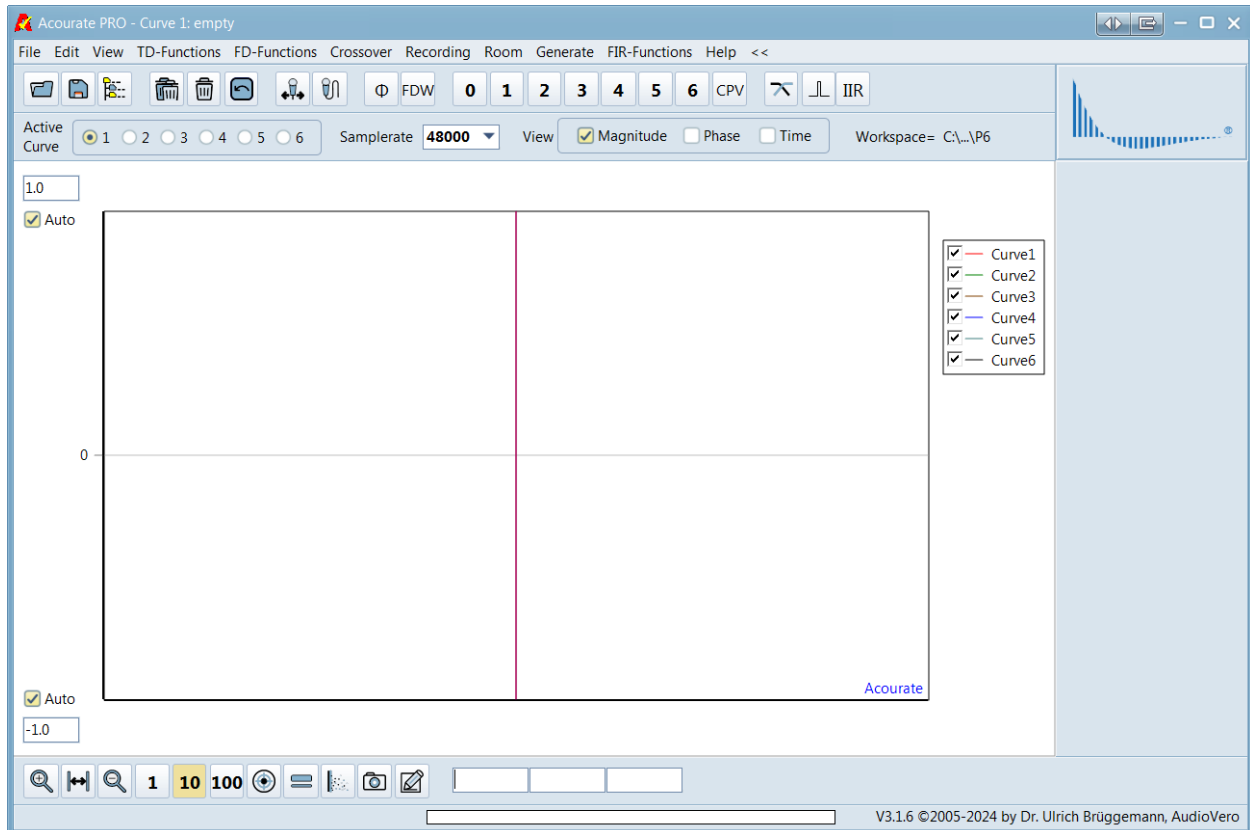 Acourate PRO - Curve 1: empty
File Edit View TD-Functions FD-Functions Crossover Recording Room Generate FIR-Functions Help <<
Φ FDW 0 1 2 3 4 5 6 CPV IIR
Active Curve 1 2 3 4 5 6 Samplerate 48000 View Magnitude Phase Time Workspace= C:\...\P6
®
1.0
Auto
Curve1
Curve2
Curve3
Curve4
Curve5
Curve6
0
Acourate
Auto
-1.0
1 10 100
V3.1.6 ©2005-2024 by Dr. Ulrich Brüggemann, AudioVero